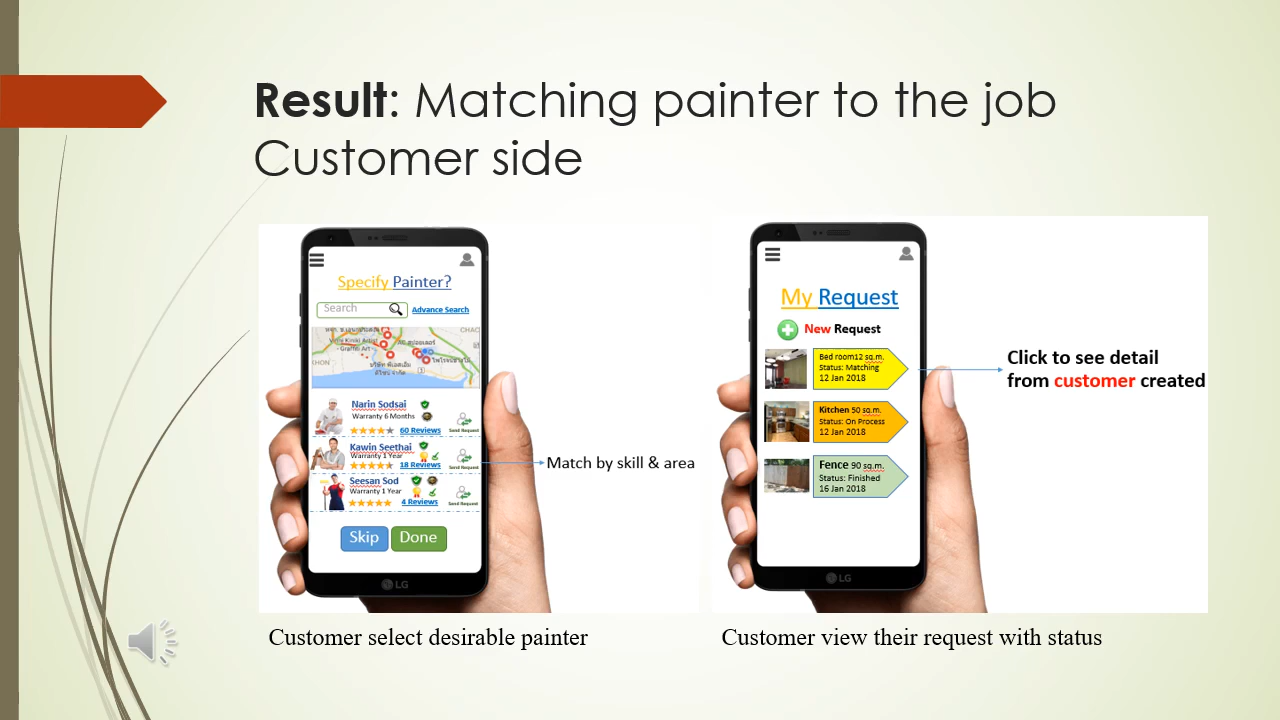 Result: Matching painter to the job
Customer side
Specify Painter?
Search
Advance Search
Narin Sodsai
Warranty 6 Months
60 Reviews
Send Request
Kawin Seethai
Warranty 1 Year
18 Reviews
Send Request
Seesan Sod
Warranty 1 Year
4 Reviews
Send Request
Skip
Done
LG
Match by skill & area
Customer select desirable painter
My Request
New Request
Bed room12 sq.m.
Status: Matching
12 Jan 2018
Kitchen 50 sq.m.
Status: On Process
12 Jan 2018
Fence 90 sq.m.
Status: Finished
16 Jan 2018
LG
Click to see detail
from customer created
Customer view their request with status